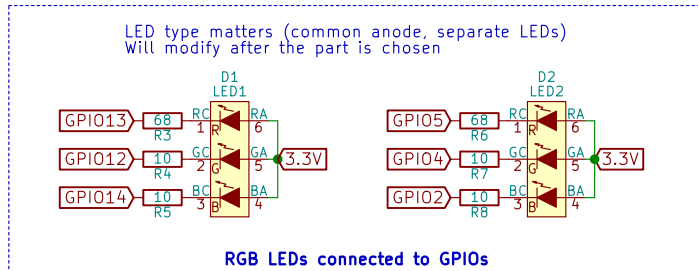 LED type matters (common anode, separate LEDs)
Will modify after the part is chosen
D1
LED1
D2
LED2
GPIO13 68 R3 RC 1 R RA 6
GPIO12 10 R4 GC 2 G GA 5 3.3V
GPIO14 10 R5 BC 3 B BA 4
GPIO5 68 R6 RC 1 R RA 6
GPIO4 10 R7 GC 2 G GA 5 3.3V
GPIO2 10 R8 BC 3 B BA 4
RGB LEDs connected to GPIOs